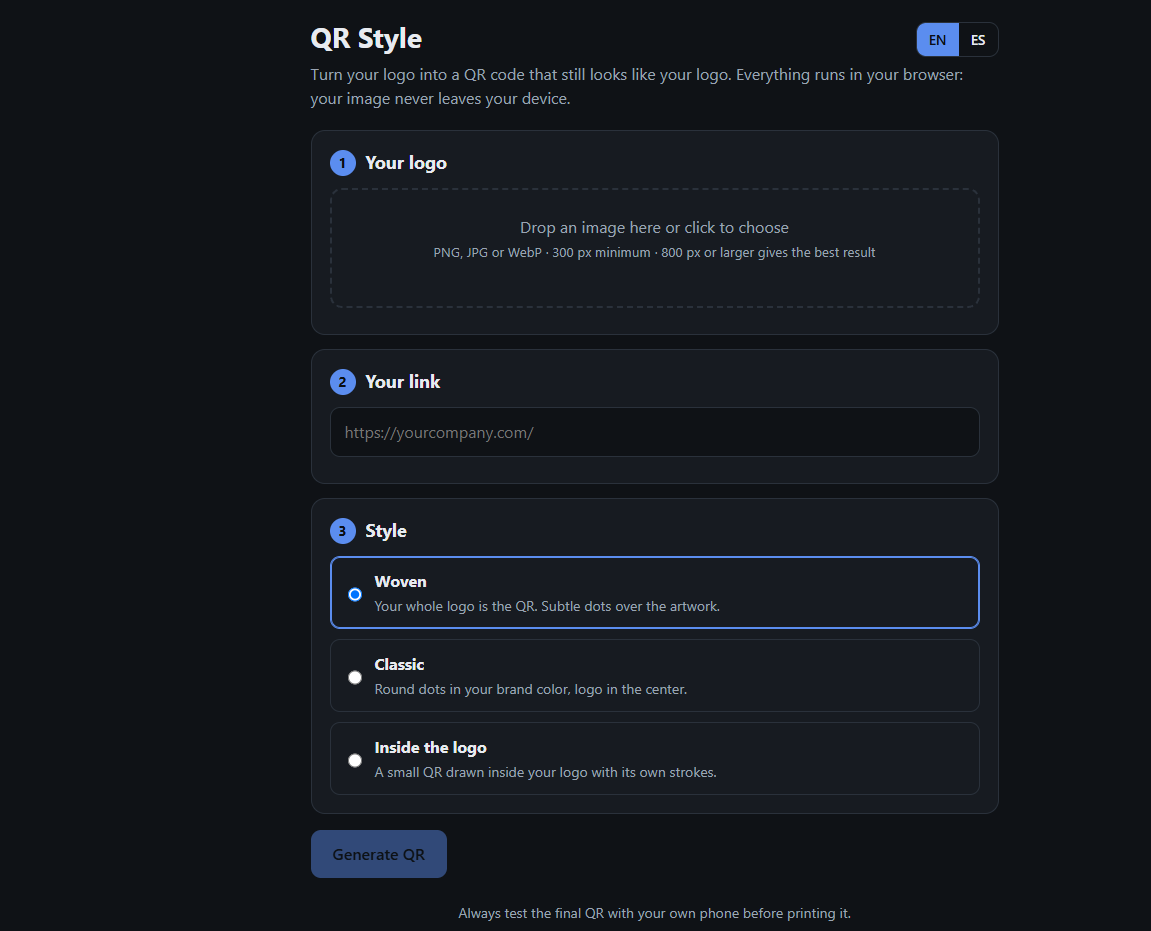 QR Style
EN ES
Turn your logo into a QR code that still looks like your logo. Everything runs in your browser:
your image never leaves your device.
1 Your logo
Drop an image here or click to choose
PNG, JPG or WebP · 300 px minimum · 800 px or larger gives the best result
2 Your link
https://yourcompany.com/
3 Style
Woven
Your whole logo is the QR. Subtle dots over the artwork.
Classic
Round dots in your brand color, logo in the center.
Inside the logo
A small QR drawn inside your logo with its own strokes.
Generate QR
Always test the final QR with your own phone before printing it.